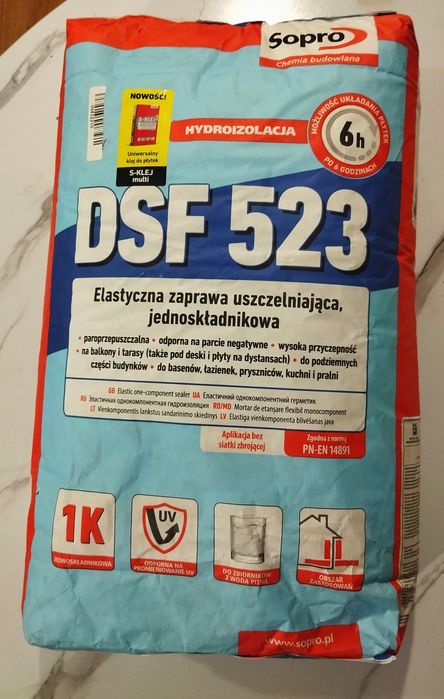 Sopro
Chemia budowlana
NOWOŚĆ!
Uniwersalny
klej do płytek
S-KLEJ
multi
HYDROIZOLACJA
MOŻLIWOŚĆ UKŁADANIA PŁYTEK
6h
PO 6 GODZINACH
DSF 523
Elastyczna zaprawa uszczelniająca,
jednoskładnikowa
• paroprzepuszczalna • odporna na parcie negatywne • wysoka przyczepność
• na balkony i tarasy (także pod deski i płyty na dystansach) • do podziemnych
części budynków • do basenów, łazienek, pryszniców, kuchni i pralni
GB Elastic one-component sealer UA Еластичний однокомпонентний герметик
RU Эластичная однокомпонентная гидроизоляция RO/MD Mortar de etanşare flexibil monocomponent
LT Vienkomponentis lankstus sandarinimo skiedinys LV Elastīga vienkomponenta blīvēšanas java
Aplikacja bez
siatki zbrojącej
Zgodna z normą
PN-EN 14891
1K
JEDNOSKŁADNIKOWA
UV
ODPORNA NA
PROMIENIOWANIE UV
DO ZBIORNIKÓW
Z WODĄ PITNĄ
OBSZAR
ZASTOSOWAŃ
www.sopro.pl